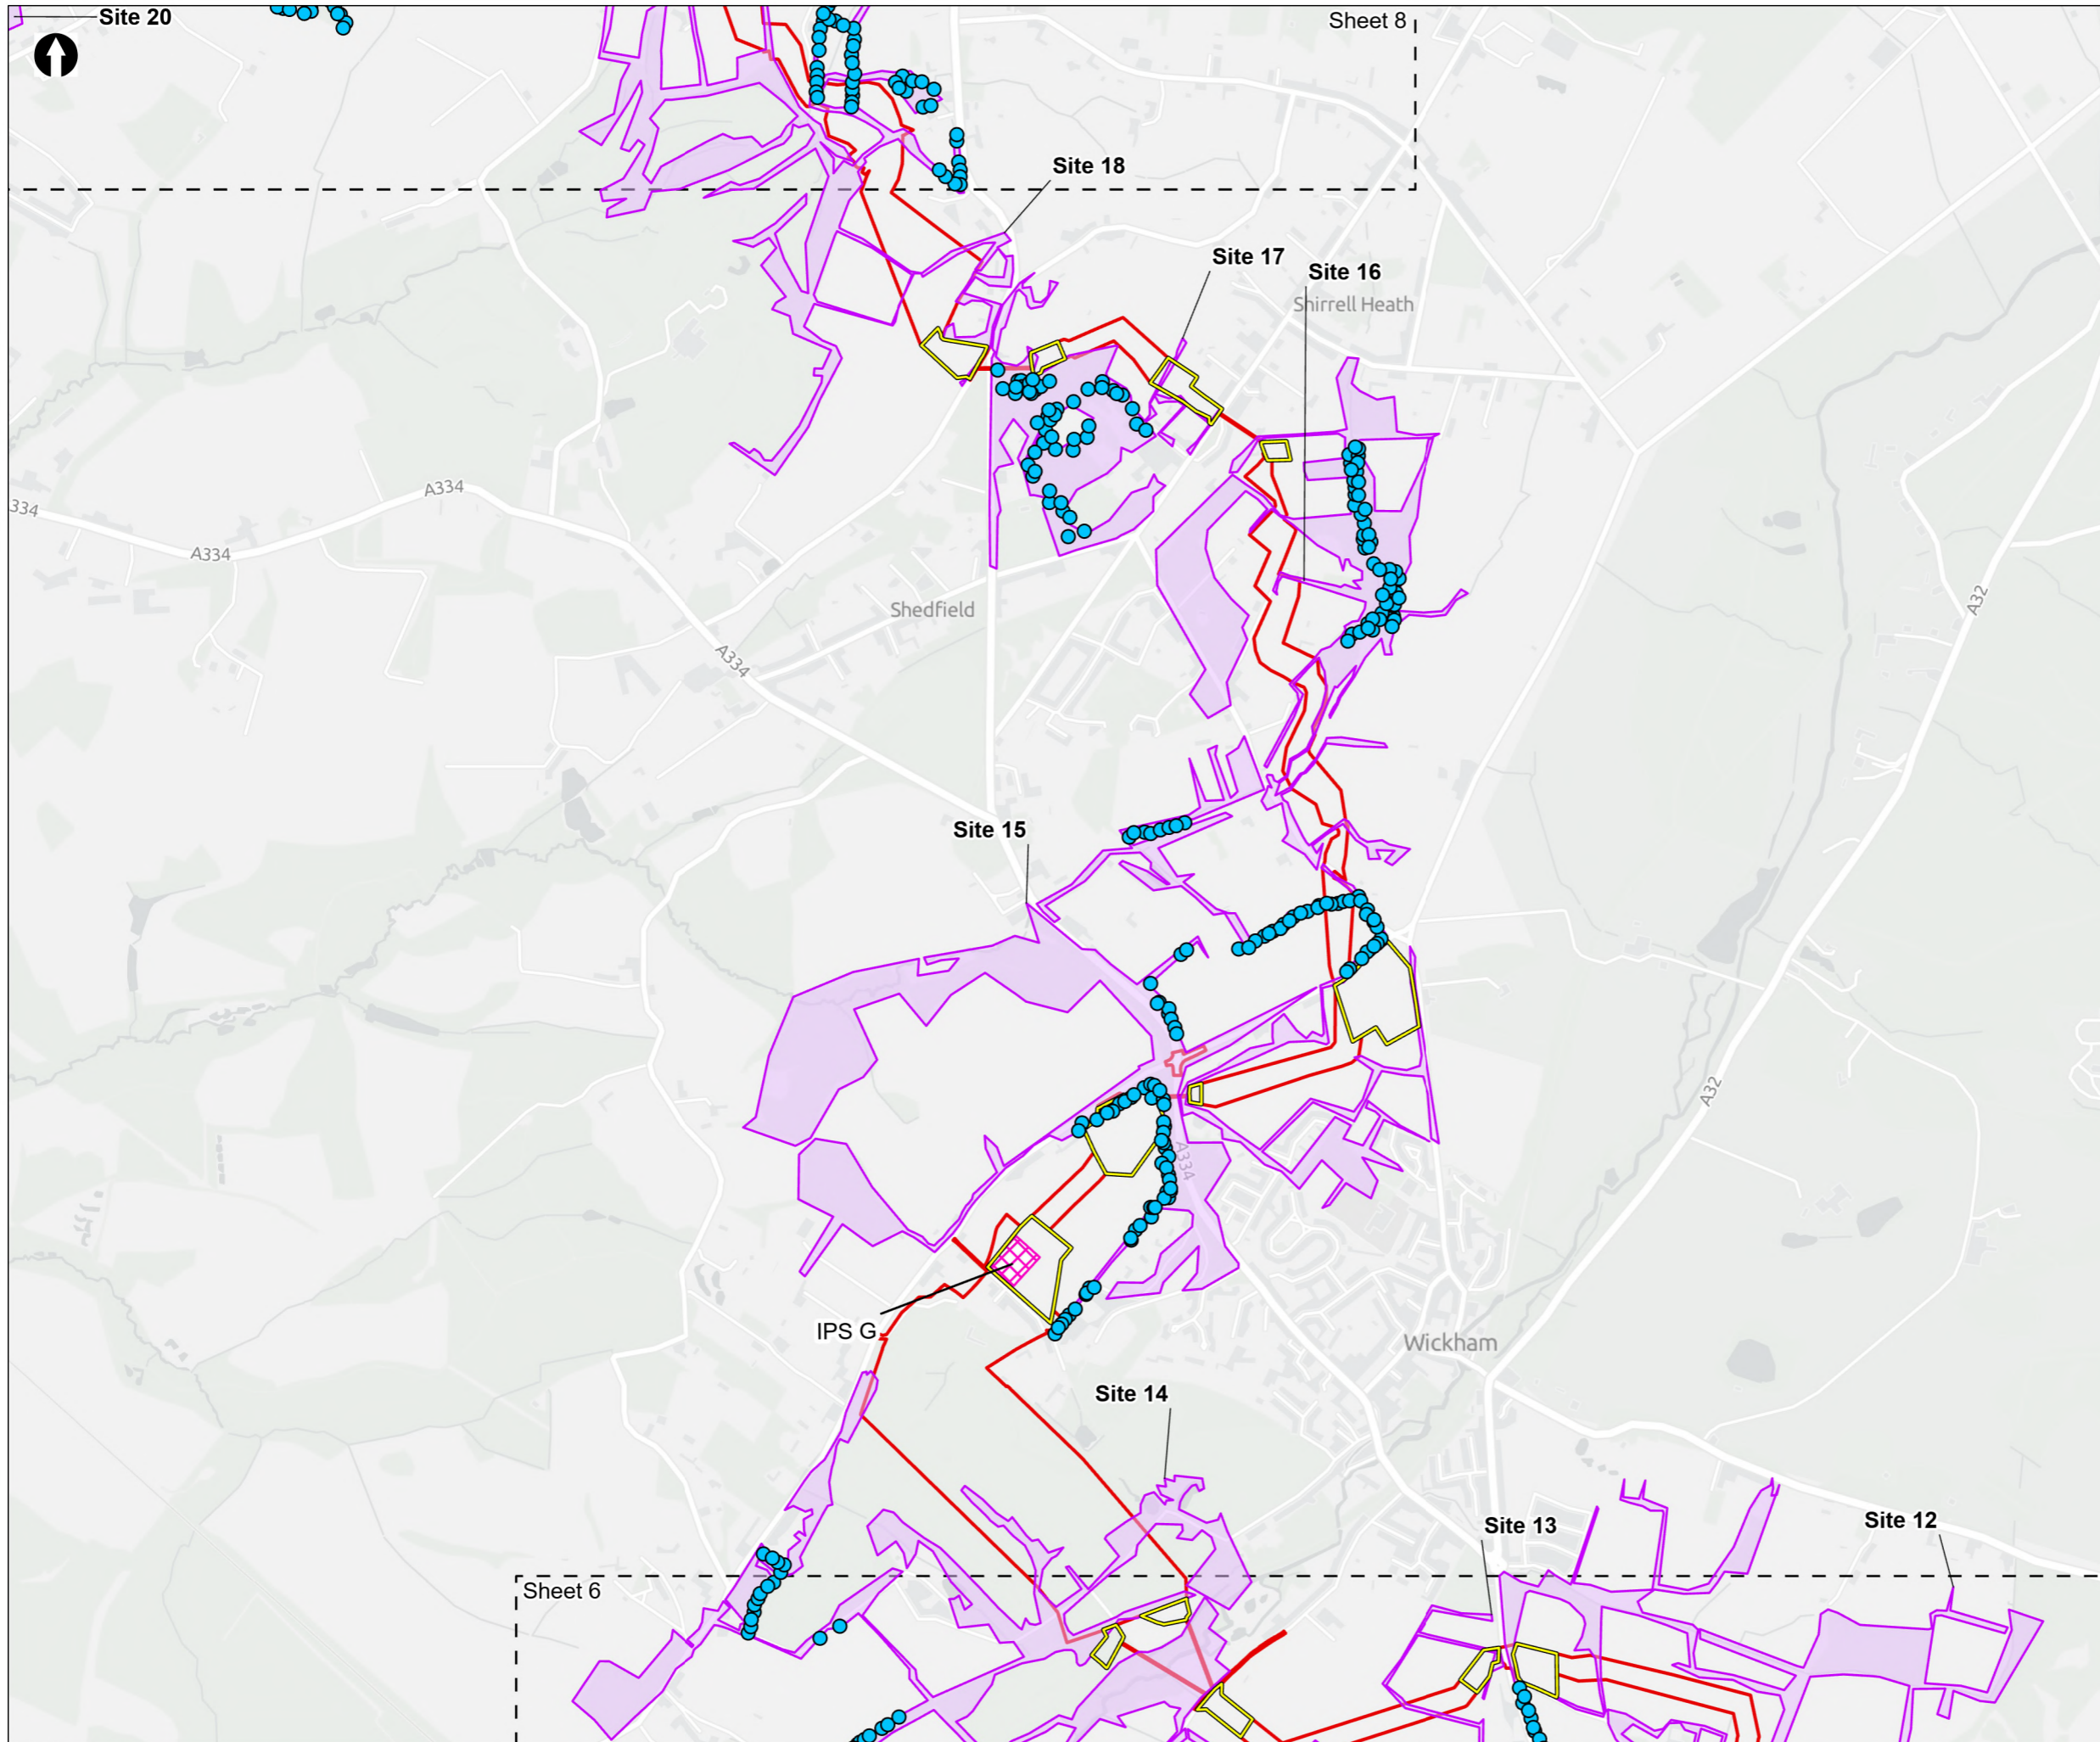 Site 20
Sheet 8
Site 18
Site 17
Site 16
Shirrell Heath
A334
334
A334
A32
Shedfield
A334
Site 15
A32
A334
IPS G
Wickham
Site 14
Site 12
Site 13
Sheet 6